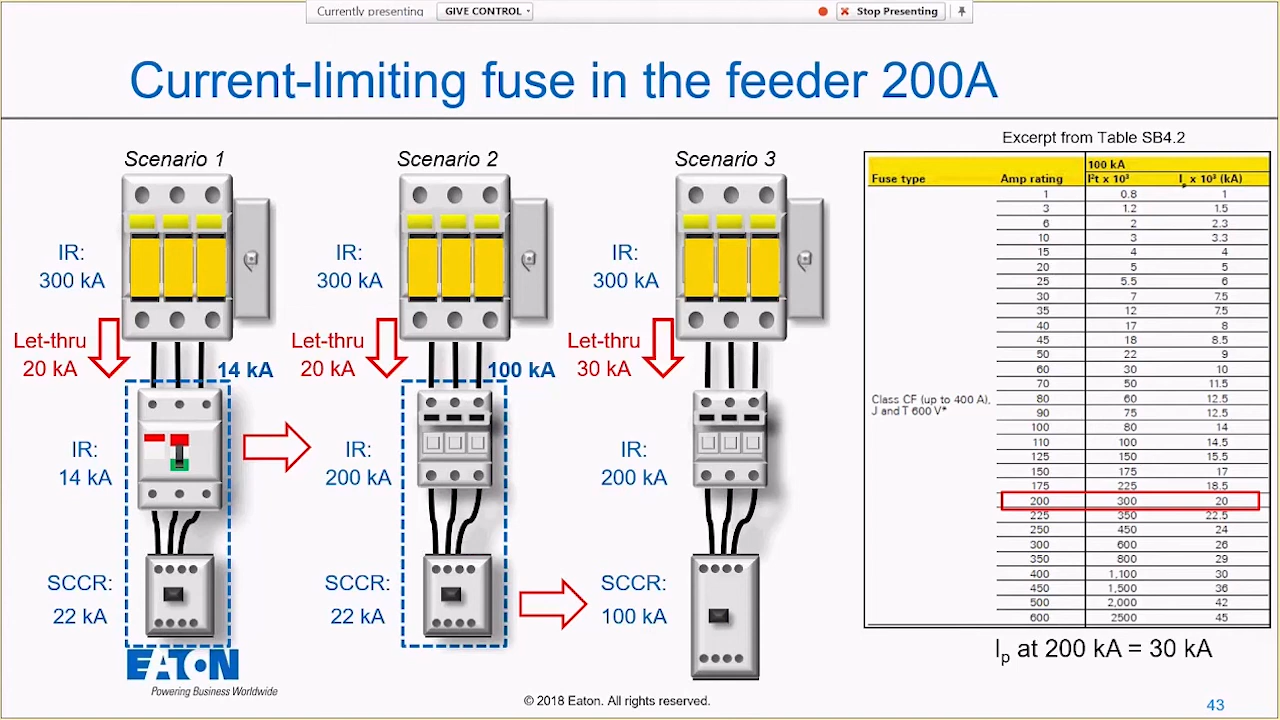 Currently presenting
GIVE CONTROL
Stop Presenting
Current-limiting fuse in the feeder 200A
Scenario 1
IR:
300 kA
Let-thru
20 kA
14 kA
IR:
14 kA
SCCR:
22 kA
Scenario 2
IR:
300 kA
Let-thru
20 kA
100 kA
IR:
200 kA
SCCR:
22 kA
Scenario 3
IR:
300 kA
Let-thru
30 kA
IR:
200 kA
SCCR:
100 kA
Excerpt from Table SB4.2
100 kA
Fuse type Amp rating I²t x 10³ Ip x 10³ (kA)
1 0.8 1
3 1.2 1.5
6 2 2.3
10 3 3.3
15 4 4
20 5 5
25 5.5 6
30 7 7.5
35 12 7.5
40 17 8
45 18 8.5
50 22 9
60 30 10
70 50 11.5
Class CF (up to 400 A), 80 60 12.5
J and T 600 V* 90 75 12.5
100 80 14
110 100 14.5
125 150 15.5
150 175 17
175 225 18.5
200 300 20
225 350 22.5
250 450 24
300 600 26
350 800 29
400 1,100 30
450 1,500 36
500 2,000 42
600 2500 45
Ip at 200 kA = 30 kA
EATON
Powering Business Worldwide
© 2018 Eaton. All rights reserved.
43